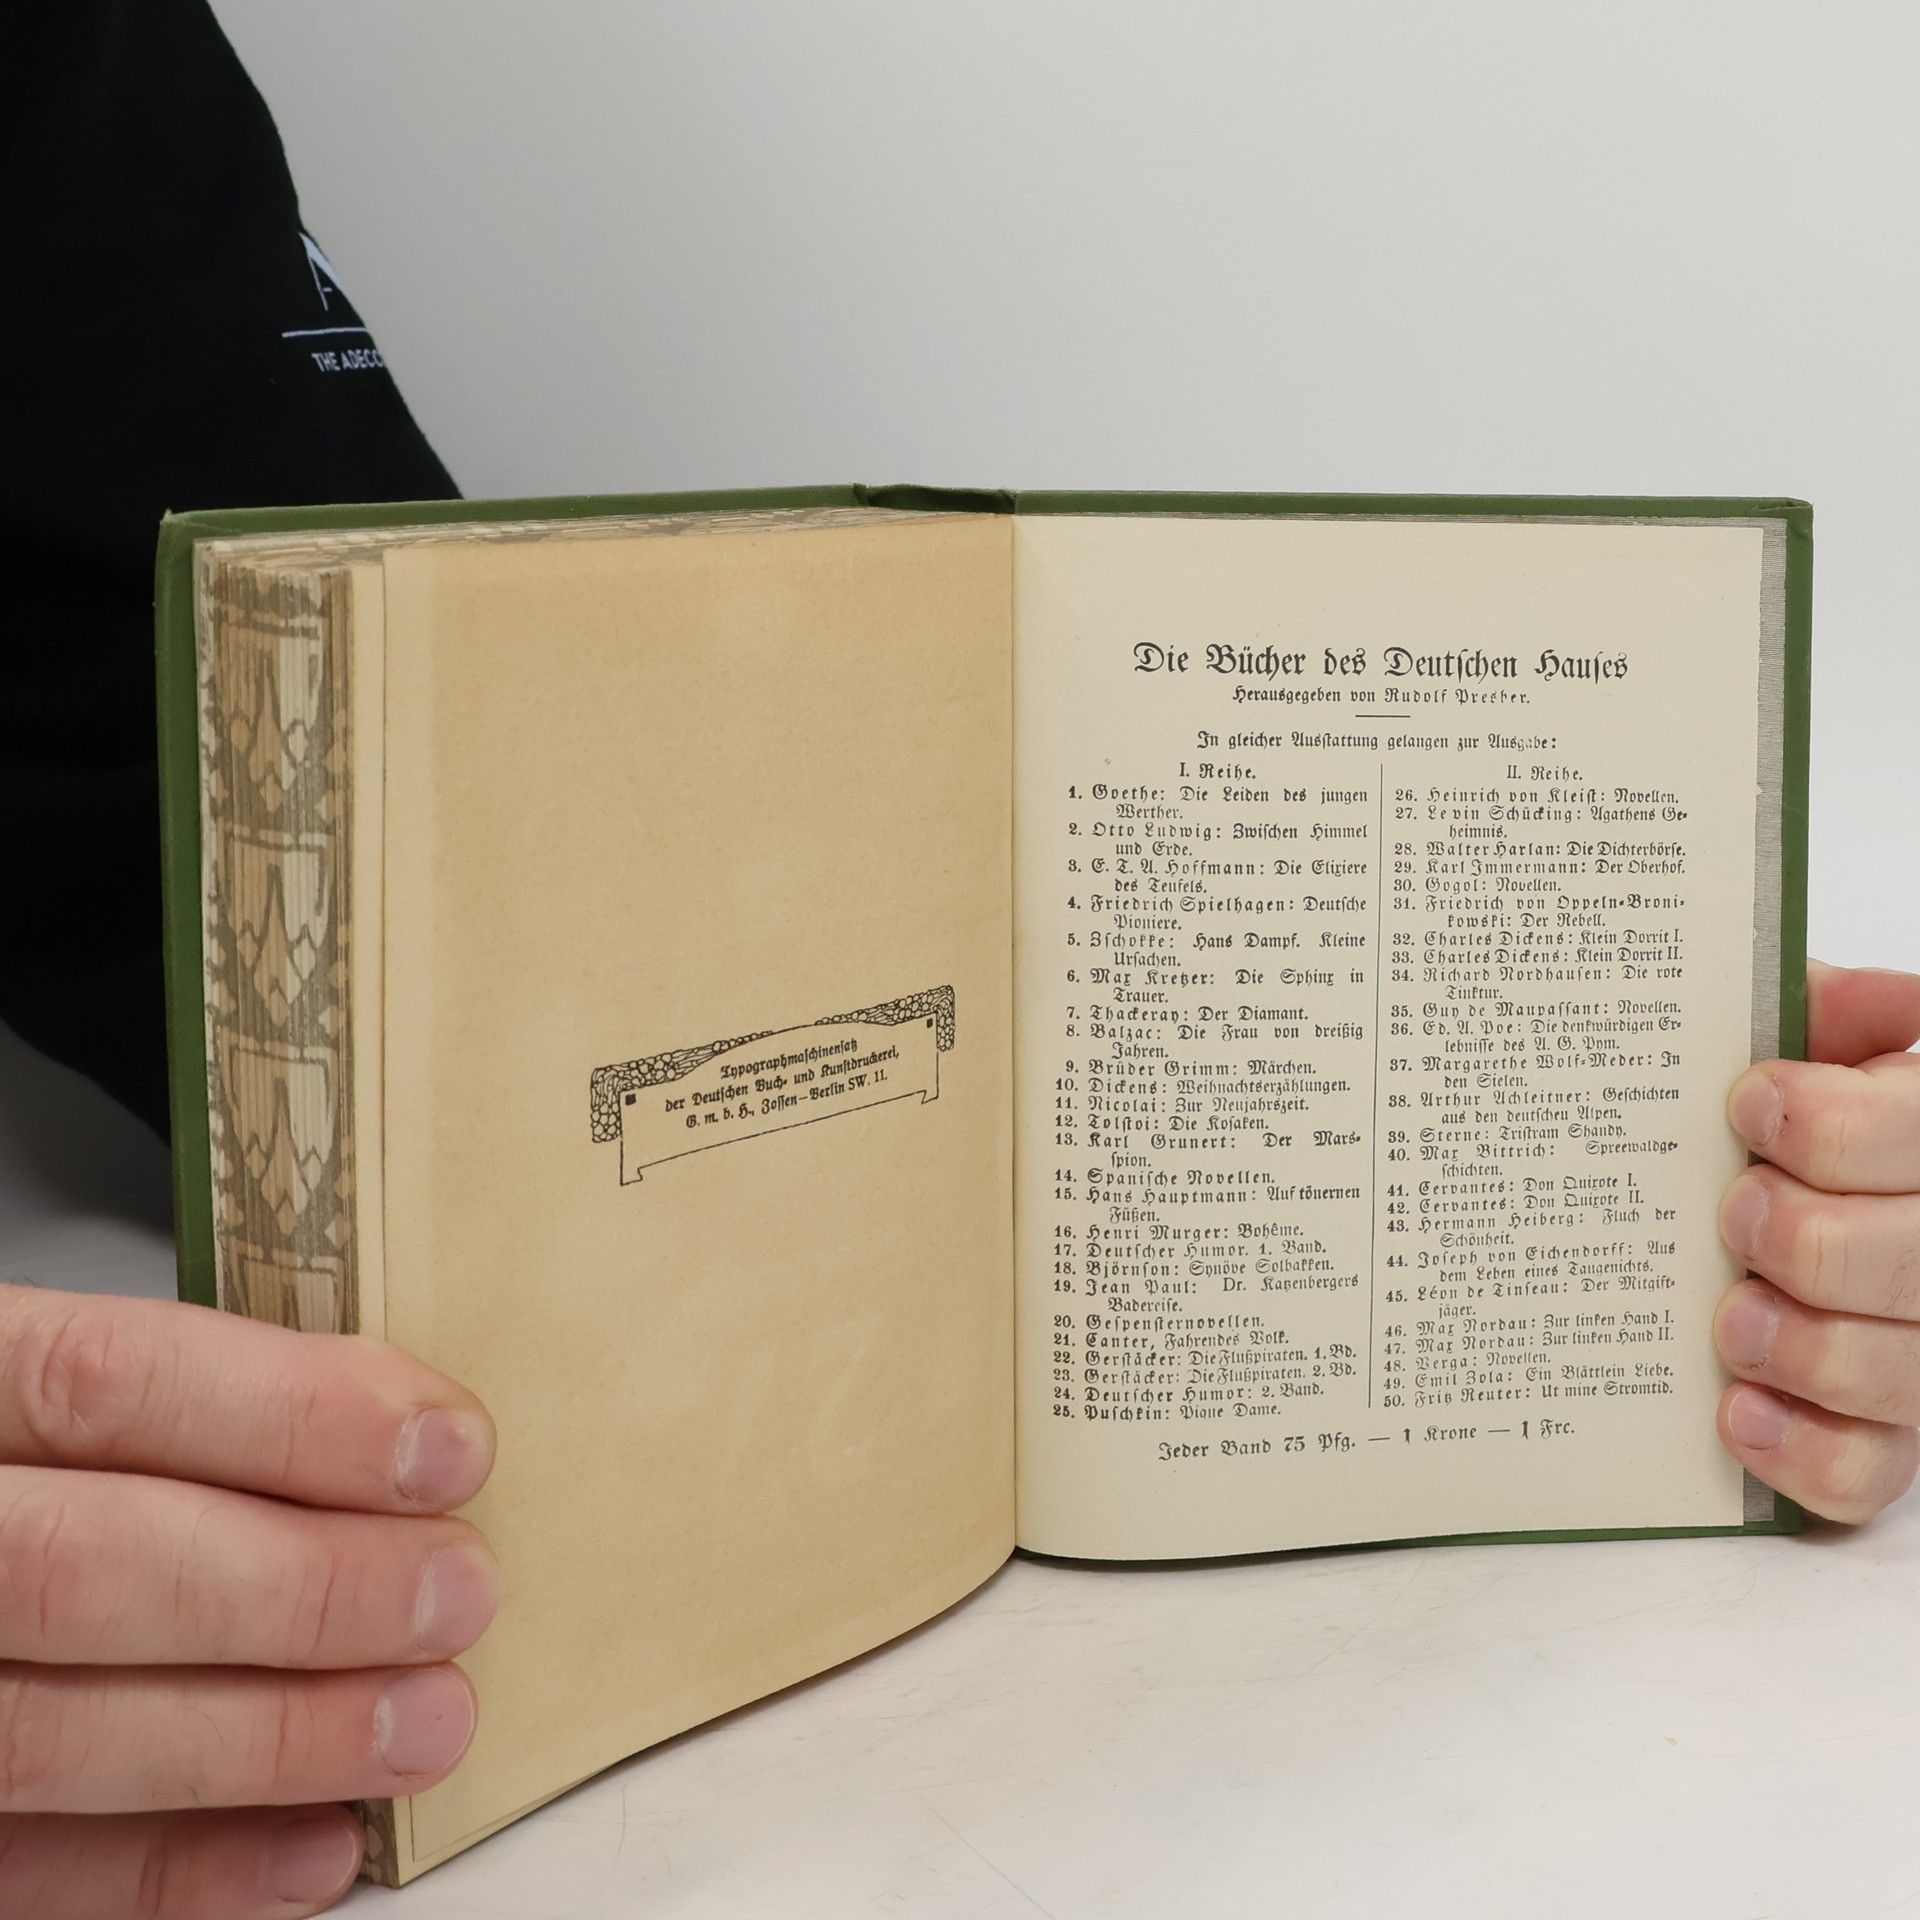 THE ADECC
Typographmaschinensatz
der Deutschen Buch- und Kunstdruckerei,
G. m. b. H., Zossen—Berlin SW. 11.
Die Bücher des Deutschen Hauses
Herausgegeben von Rudolf Presber.
In gleicher Ausstattung gelangen zur Ausgabe:
I. Reihe.
1. Goethe: Die Leiden des jungen
Werther.
2. Otto Ludwig: Zwischen Himmel
und Erde.
3. E. T. A. Hoffmann: Die Elixiere
des Teufels.
4. Friedrich Spielhagen: Deutsche
Pioniere.
5. Zschokke: Hans Dampf. Kleine
Ursachen.
6. Max Kretzer: Die Sphinx in
Trauer.
7. Thackeray: Der Diamant.
8. Balzac: Die Frau von dreißig
Jahren.
9. Brüder Grimm: Märchen.
10. Dickens: Weihnachtserzählungen.
11. Nicolai: Zur Neujahrszeit.
12. Tolstoi: Die Kosaken.
13. Karl Grunert: Der Mars-
spion.
14. Spanische Novellen.
15. Hans Hauptmann: Auf tönernen
Füßen.
16. Henri Murger: Bohême.
17. Deutscher Humor. 1. Band.
18. Björnson: Synöve Solbakken.
19. Jean Paul: Dr. Katzenbergers
Badereise.
20. Gespensternovellen.
21. Canter, Fahrendes Volk.
22. Gerstäcker: Die Flußpiraten. 1. Bd.
23. Gerstäcker: Die Flußpiraten. 2. Bd.
24. Deutscher Humor: 2. Band.
25. Puschkin: Pique Dame.
II. Reihe.
26. Heinrich von Kleist: Novellen.
27. Levin Schücking: Agathens Ge-
heimnis.
28. Walter Harlan: Die Dichterbörse.
29. Karl Immermann: Der Oberhof.
30. Gogol: Novellen.
31. Friedrich von Oppeln-Broni-
kowski: Der Rebell.
32. Charles Dickens: Klein Dorrit I.
33. Charles Dickens: Klein Dorrit II.
34. Richard Nordhausen: Die rote
Tinktur.
35. Guy de Maupassant: Novellen.
36. Ed. A. Poe: Die denkwürdigen Er-
lebnisse des A. G. Pym.
37. Margarethe Wolf-Meder: In
den Sielen.
38. Arthur Achleitner: Geschichten
aus den deutscheu Alpen.
39. Sterne: Tristram Shandy.
40. Max Bittrich: Spreewaldge-
schichten.
41. Cervantes: Don Quixote I.
42. Cervantes: Don Quixote II.
43. Hermann Heiberg: Fluch der
Schönheit.
44. Joseph von Eichendorff: Aus
dem Leben eines Taugenichts.
45. Léon de Tinseau: Der Mitgift-
jäger.
46. Max Nordau: Zur linken Hand I.
47. Max Nordau: Zur linken Hand II.
48. Verga: Novellen.
49. Emil Zola: Ein Blättlein Liebe.
50. Fritz Reuter: Ut mine Stromtid.
Jeder Band 75 Pfg. — 1 Krone — 1 Frc.